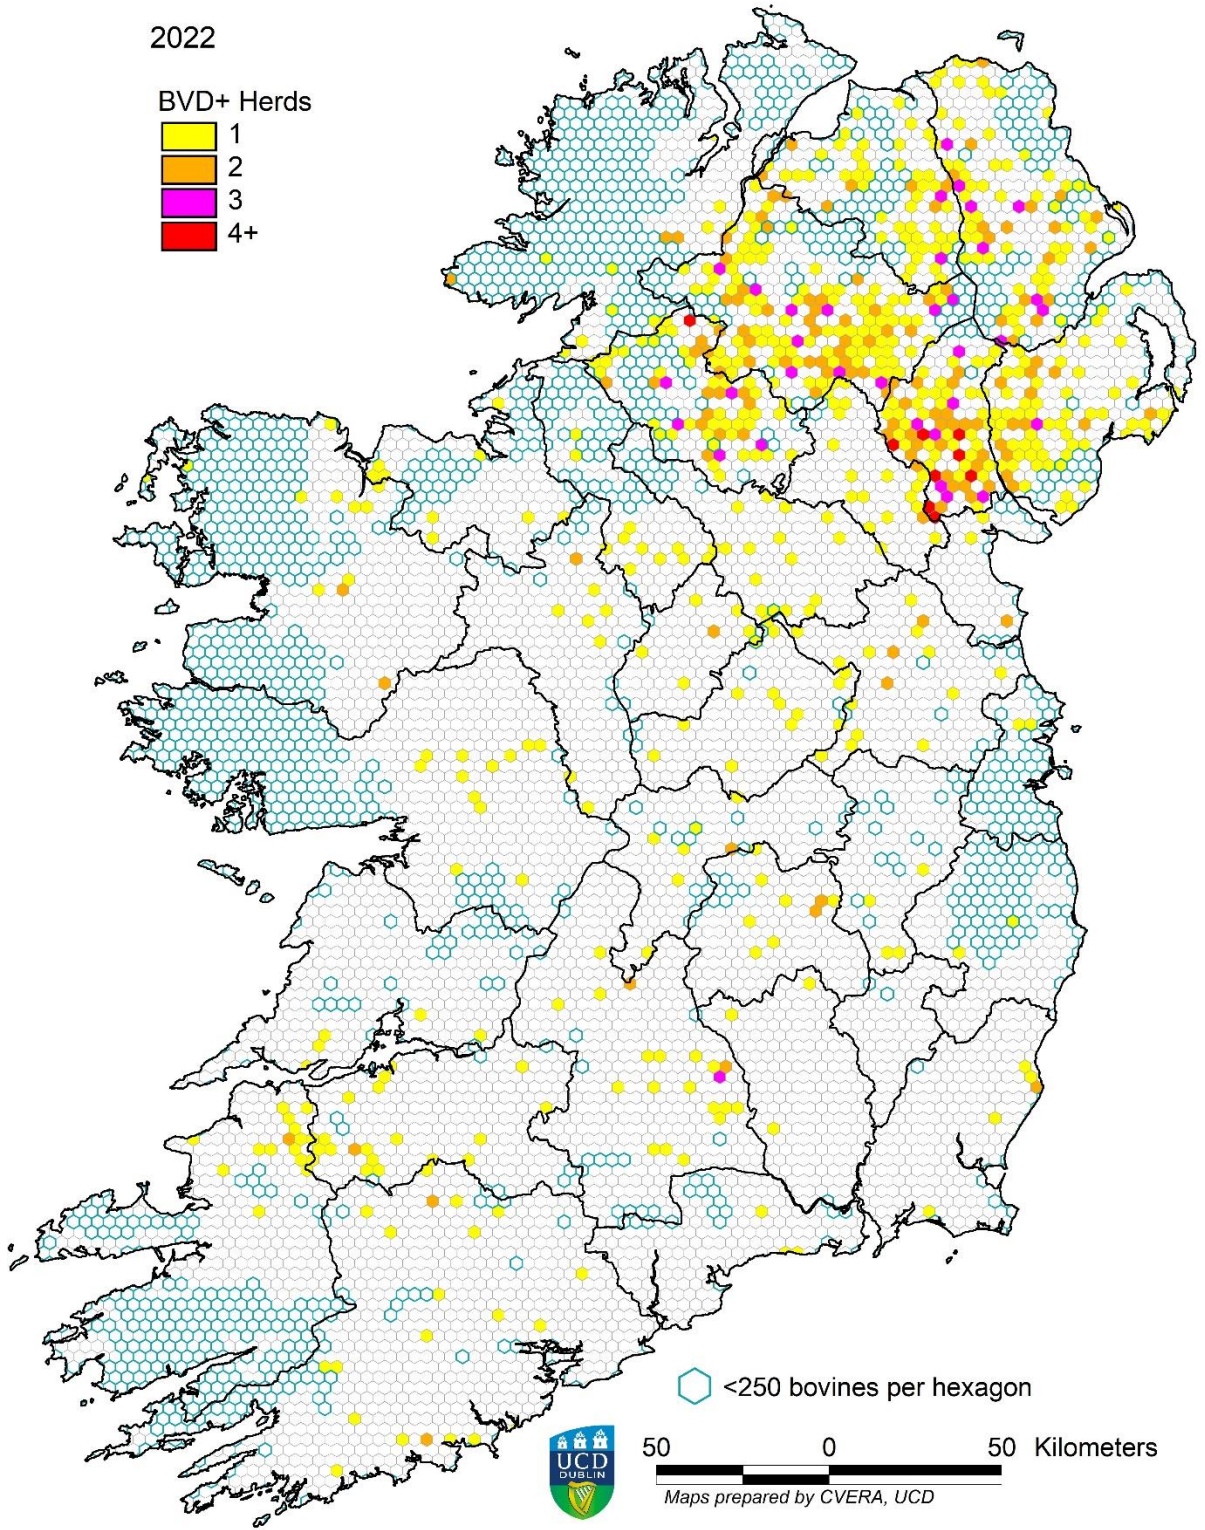 2022
BVD+ Herds
1
2
3
4+
<250 bovines per hexagon
UCD
DUBLIN
50 0 50 Kilometers
Maps prepared by CVERA, UCD